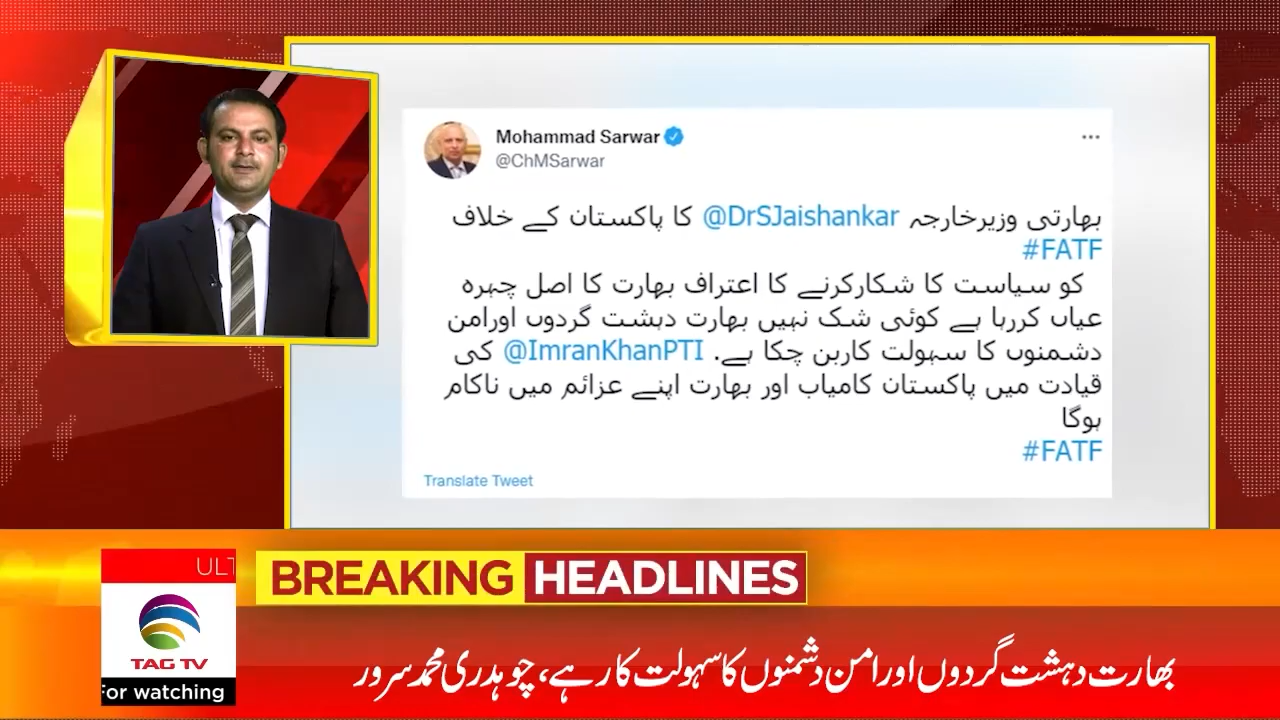 Mohammad Sarwar
@ChMSarwar
بھارتی وزیرخارجہ @DrSJaishankar کا پاکستان کے خلاف
#FATF
کو سیاست کا شکارکرنے کا اعتراف بھارت کا اصل چہرہ
عیاں کررہا ہے کوئی شک نہیں بھارت دہشت گردوں اورامن
دشمنوں کا سہولت کاربن چکا ہے. @ImranKhanPTI کی
قیادت میں پاکستان کامیاب اور بھارت اپنے عزائم میں ناکام
ہوگا
#FATF
Translate Tweet
ULT
BREAKING HEADLINES
TAG TV
For watching
بھارت دہشت گردوں اور امن دشمنوں کا سہولت کار ہے، چوہدری محمد سرور